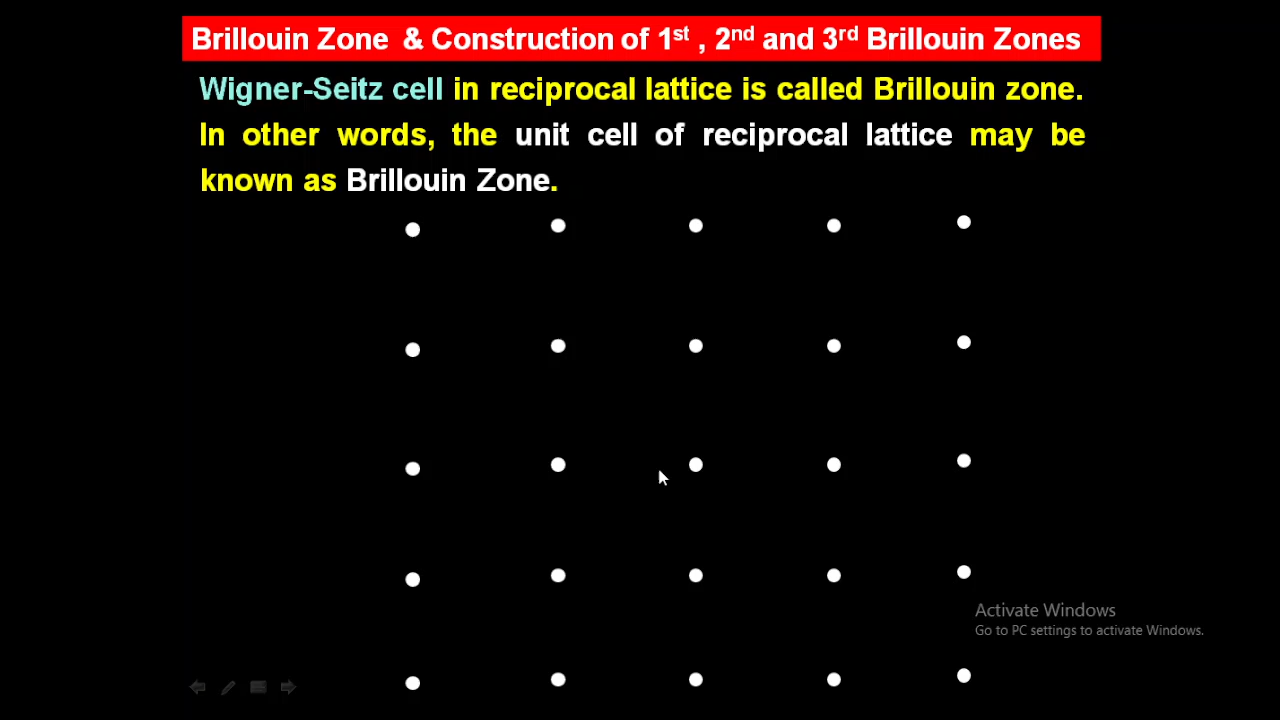 Brillouin Zone & Construction of 1st , 2nd and 3rd Brillouin Zones
Wigner-Seitz cell in reciprocal lattice is called Brillouin zone.
In other words, the unit cell of reciprocal lattice may be
known as Brillouin Zone.
Activate Windows
Go to PC settings to activate Windows.